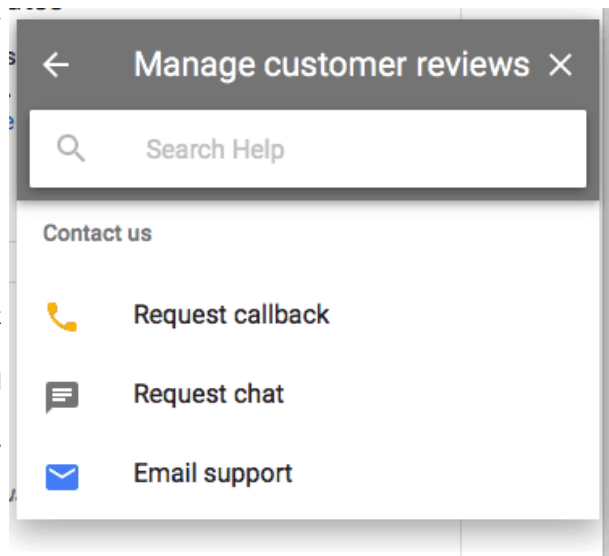 Manage customer reviews
Search Help
Contact us
Request callback
Request chat
Email support